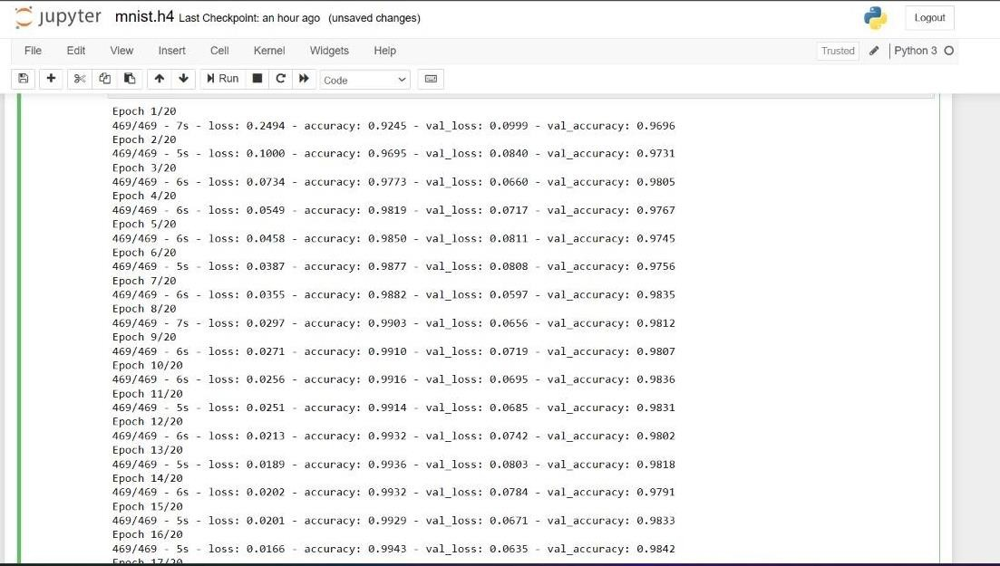 jupyter mnist.h4 Last Checkpoint: an hour ago (unsaved changes) Logout
File Edit View Insert Cell Kernel Widgets Help Trusted Python 3
Run Code
Epoch 1/20
469/469 - 7s - loss: 0.2494 - accuracy: 0.9245 - val_loss: 0.0999 - val_accuracy: 0.9696
Epoch 2/20
469/469 - 5s - loss: 0.1000 - accuracy: 0.9695 - val_loss: 0.0840 - val_accuracy: 0.9731
Epoch 3/20
469/469 - 6s - loss: 0.0734 - accuracy: 0.9773 - val_loss: 0.0660 - val_accuracy: 0.9805
Epoch 4/20
469/469 - 6s - loss: 0.0549 - accuracy: 0.9819 - val_loss: 0.0717 - val_accuracy: 0.9767
Epoch 5/20
469/469 - 6s - loss: 0.0458 - accuracy: 0.9850 - val_loss: 0.0811 - val_accuracy: 0.9745
Epoch 6/20
469/469 - 5s - loss: 0.0387 - accuracy: 0.9877 - val_loss: 0.0808 - val_accuracy: 0.9756
Epoch 7/20
469/469 - 6s - loss: 0.0355 - accuracy: 0.9882 - val_loss: 0.0597 - val_accuracy: 0.9835
Epoch 8/20
469/469 - 7s - loss: 0.0297 - accuracy: 0.9903 - val_loss: 0.0656 - val_accuracy: 0.9812
Epoch 9/20
469/469 - 6s - loss: 0.0271 - accuracy: 0.9910 - val_loss: 0.0719 - val_accuracy: 0.9807
Epoch 10/20
469/469 - 6s - loss: 0.0256 - accuracy: 0.9916 - val_loss: 0.0695 - val_accuracy: 0.9836
Epoch 11/20
469/469 - 5s - loss: 0.0251 - accuracy: 0.9914 - val_loss: 0.0685 - val_accuracy: 0.9831
Epoch 12/20
469/469 - 6s - loss: 0.0213 - accuracy: 0.9932 - val_loss: 0.0742 - val_accuracy: 0.9802
Epoch 13/20
469/469 - 5s - loss: 0.0189 - accuracy: 0.9936 - val_loss: 0.0803 - val_accuracy: 0.9818
Epoch 14/20
469/469 - 6s - loss: 0.0202 - accuracy: 0.9932 - val_loss: 0.0784 - val_accuracy: 0.9791
Epoch 15/20
469/469 - 5s - loss: 0.0201 - accuracy: 0.9929 - val_loss: 0.0671 - val_accuracy: 0.9833
Epoch 16/20
469/469 - 5s - loss: 0.0166 - accuracy: 0.9943 - val_loss: 0.0635 - val_accuracy: 0.9842
Epoch 17/20